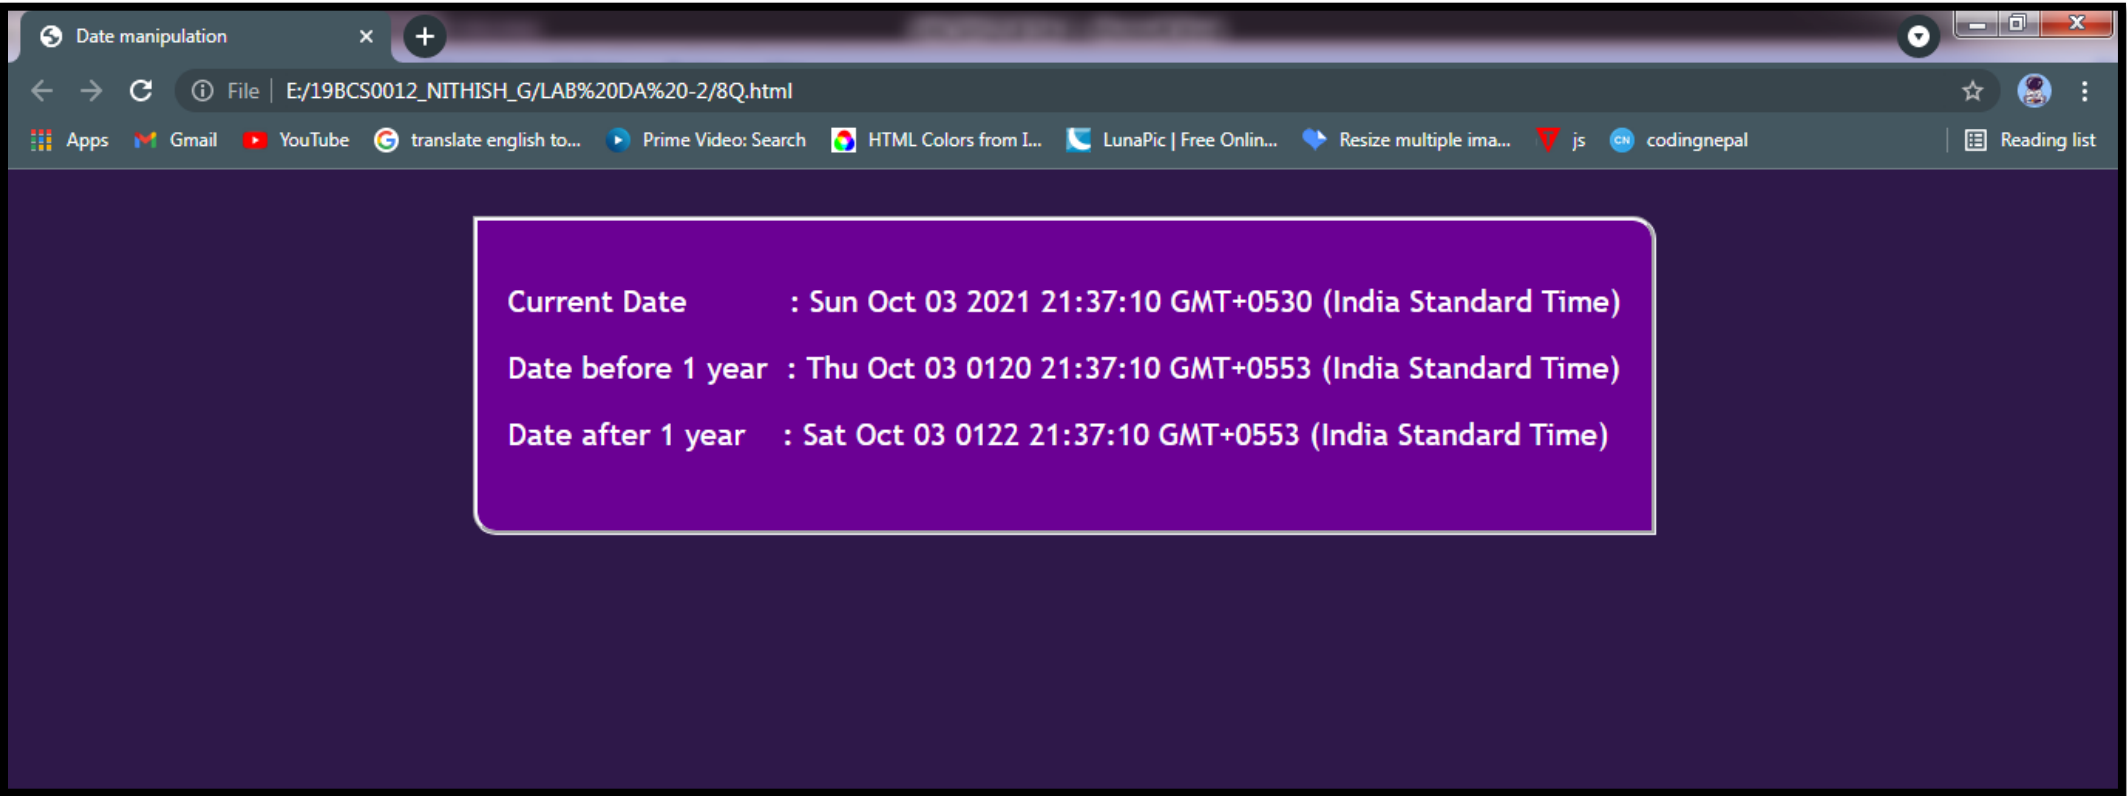 Date manipulation
File E:/19BCS0012_NITHISH_G/LAB%20DA%20-2/8Q.html
Apps Gmail YouTube translate english to... Prime Video: Search HTML Colors from I... LunaPic | Free Onlin... Resize multiple ima... js CN codingnepal Reading list
Current Date : Sun Oct 03 2021 21:37:10 GMT+0530 (India Standard Time)
Date before 1 year : Thu Oct 03 0120 21:37:10 GMT+0553 (India Standard Time)
Date after 1 year : Sat Oct 03 0122 21:37:10 GMT+0553 (India Standard Time)